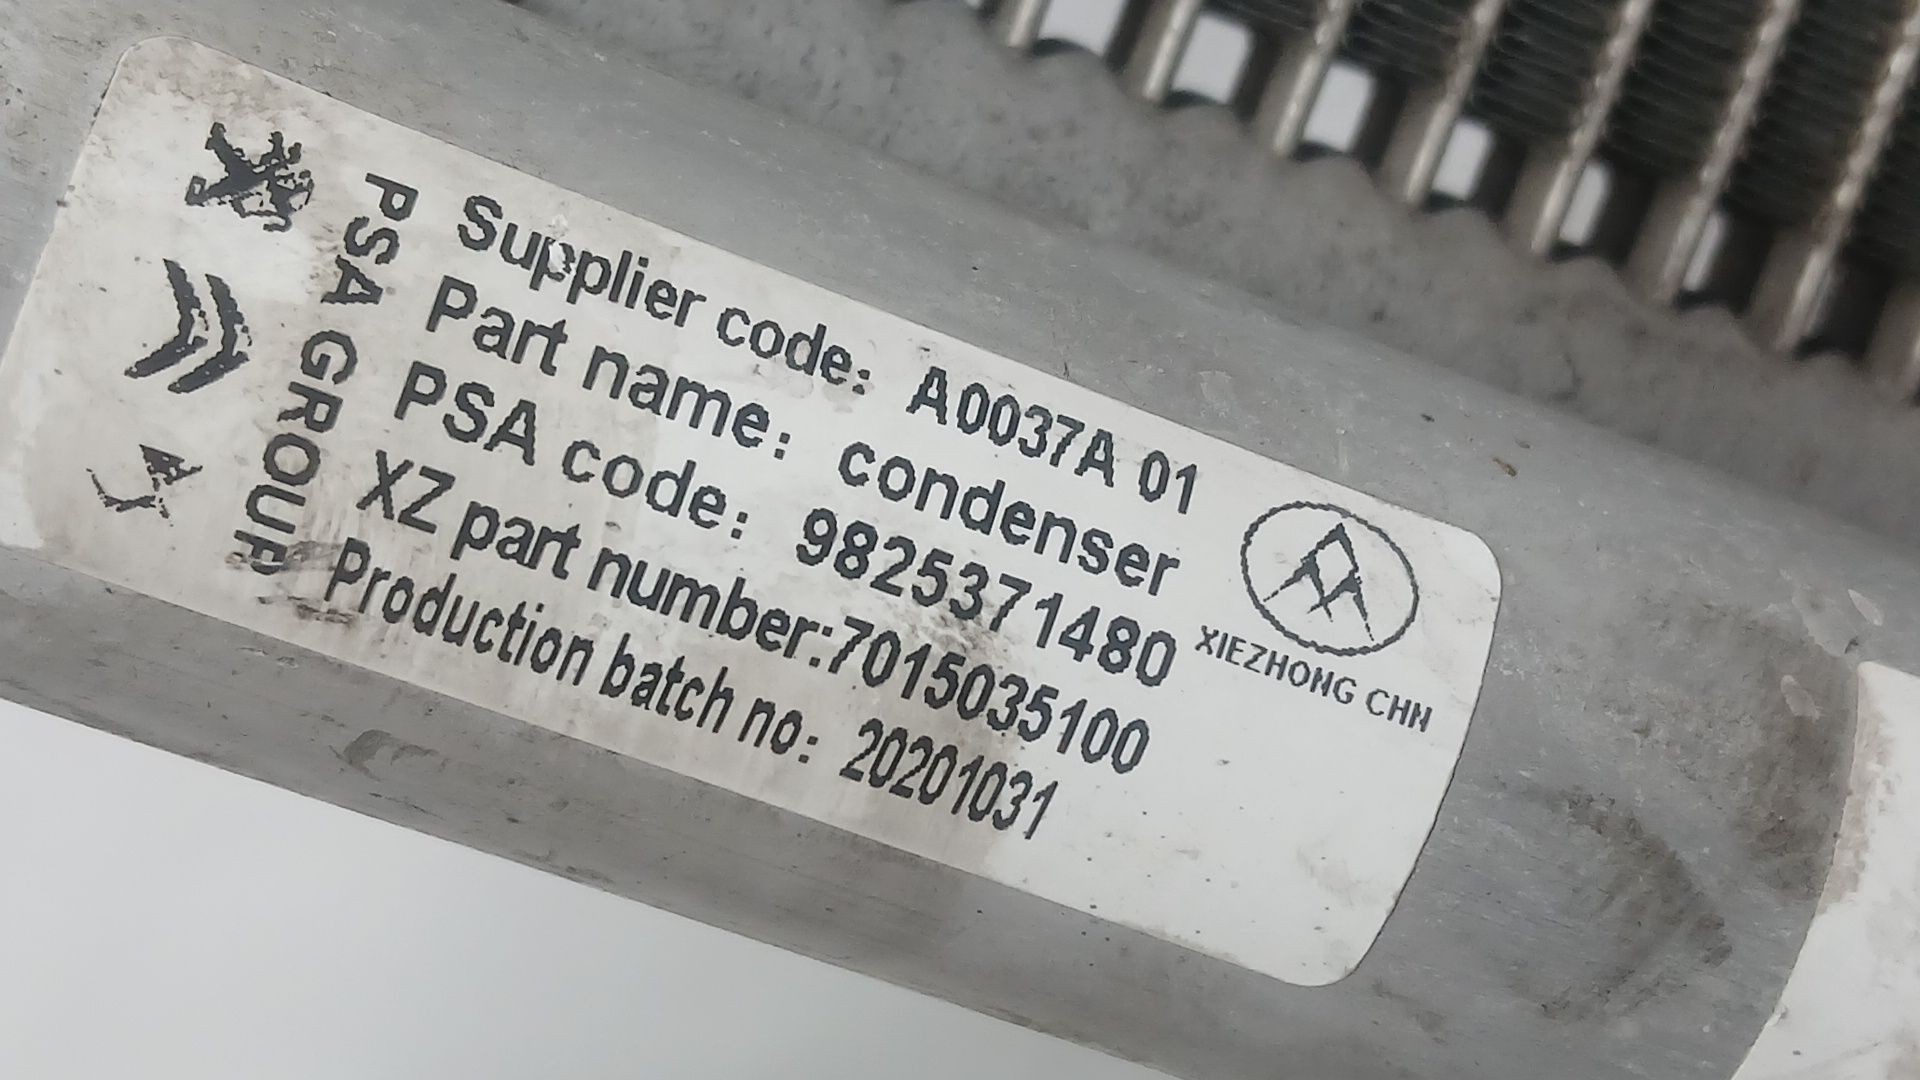 PSA GROUP
Supplier code: A0037A 01
Part name: condenser
PSA code: 9825371480
XZ part number:7015035100
Production batch no: 20201031
XIEZHONG CHN